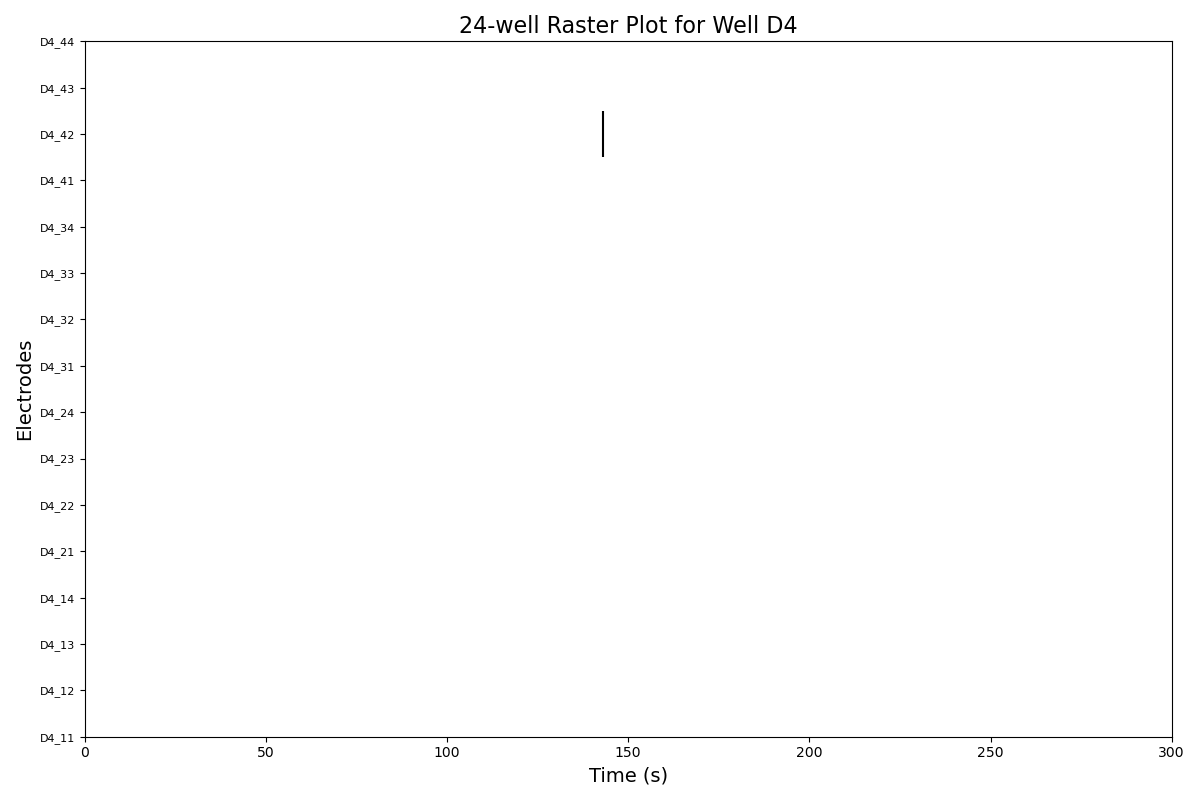 24-well Raster Plot for Well D4
D4_44
D4_43
D4_42
D4_41
D4_34
D4_33
D4_32
D4_31
D4_24
D4_23
D4_22
D4_21
D4_14
D4_13
D4_12
D4_11
Electrodes
0 50 100 150 200 250 300
Time (s)